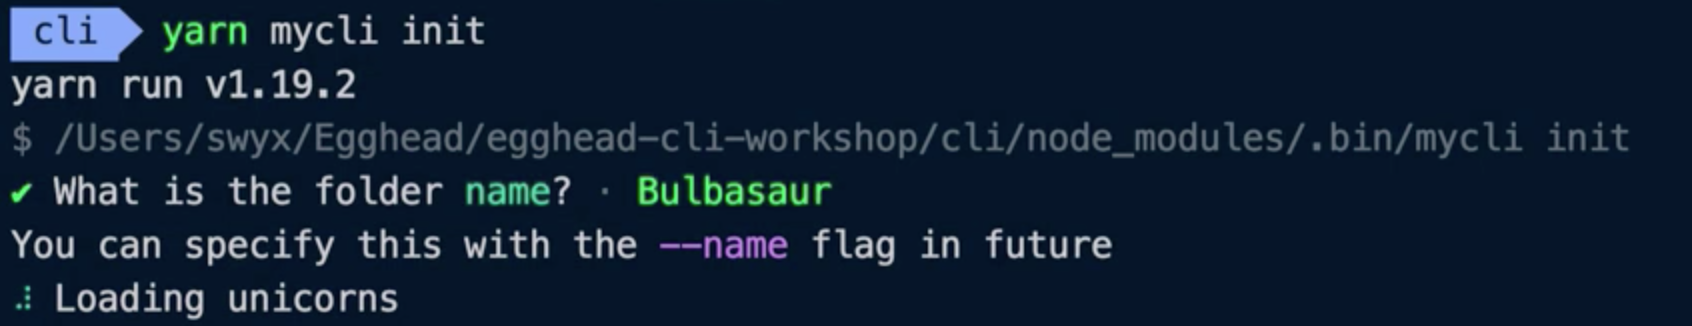 cli yarn mycli init
yarn run v1.19.2
$ /Users/swyx/Egghead/egghead-cli-workshop/cli/node_modules/.bin/mycli init
✔ What is the folder name? · Bulbasaur
You can specify this with the --name flag in future
⠼ Loading unicorns